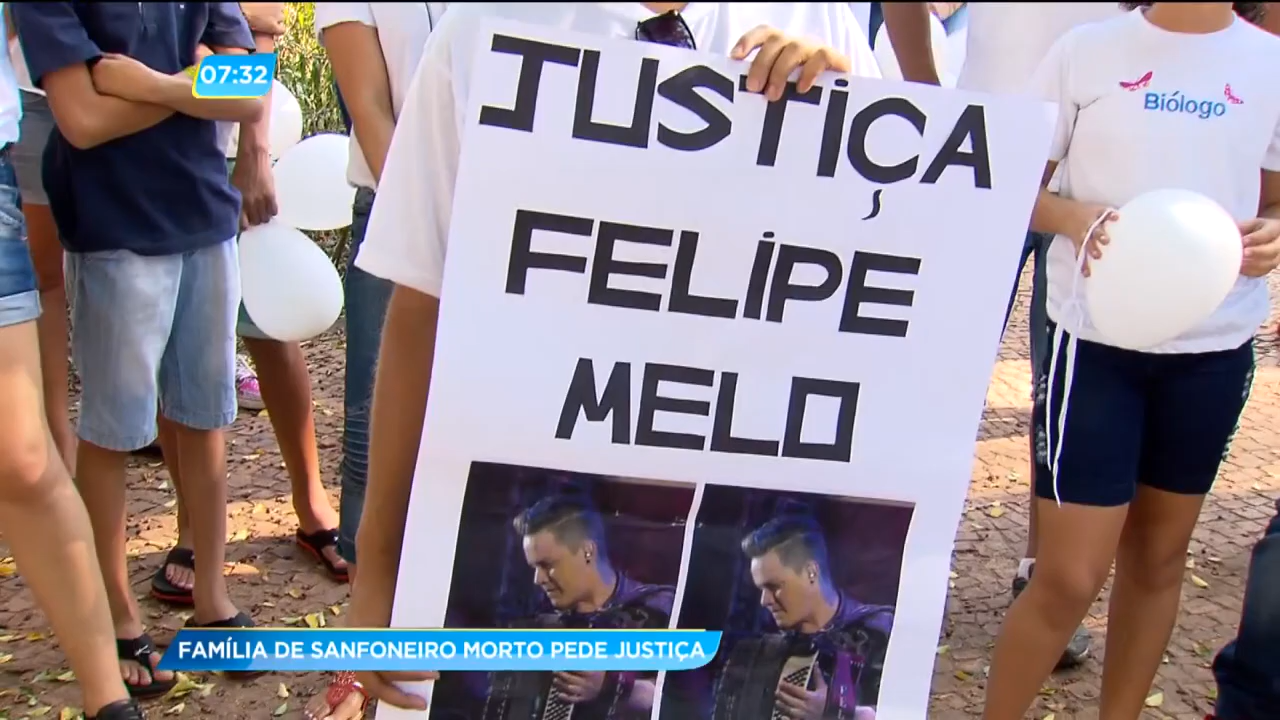 07:32
JUSTIÇA
FELIPE
MELO
Biólogo
FAMÍLIA DE SANFONEIRO MORTO PEDE JUSTIÇA